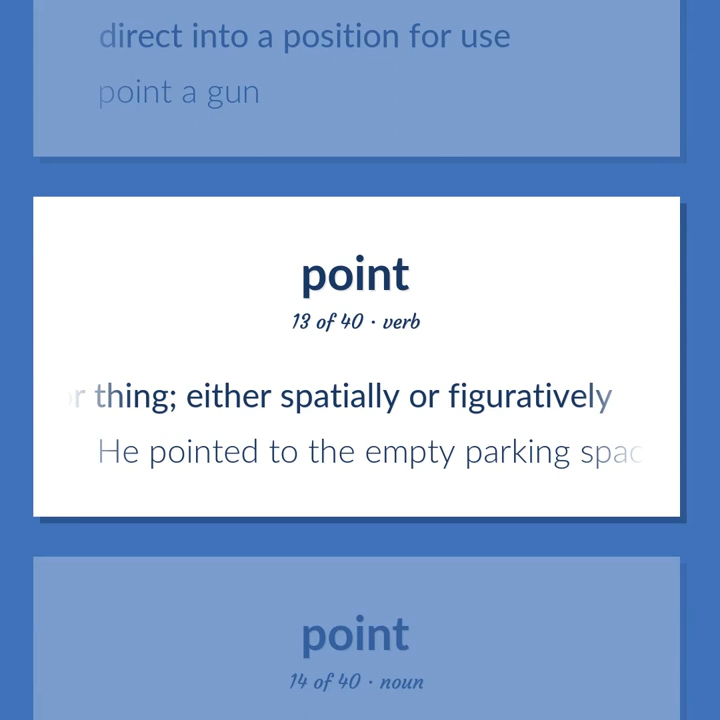 direct into a position for use
point a gun
point
13 of 40 · verb
thing; either spatially or figuratively
He pointed to the empty parking
point
14 of 40 · noun